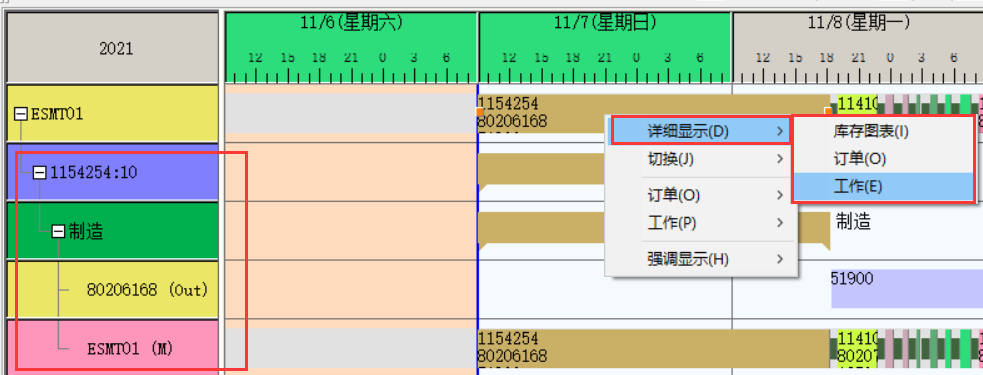 2021
11/6(星期六)
11/7(星期日)
11/8(星期一)
12 15 18 21 0 3 6
12 15 18 21 0 3 6
12 15 18 21 0 3 6
ESMT01
1154254
80206168
11410
详细显示(D)
切换(J)
订单(O)
工作(P)
强调显示(H)
库存图表(I)
订单(O)
工作(E)
1154254:10
制造
制造
80206168 (Out)
51900
ESMT01 (M)
1154254
80206168
11410
80207